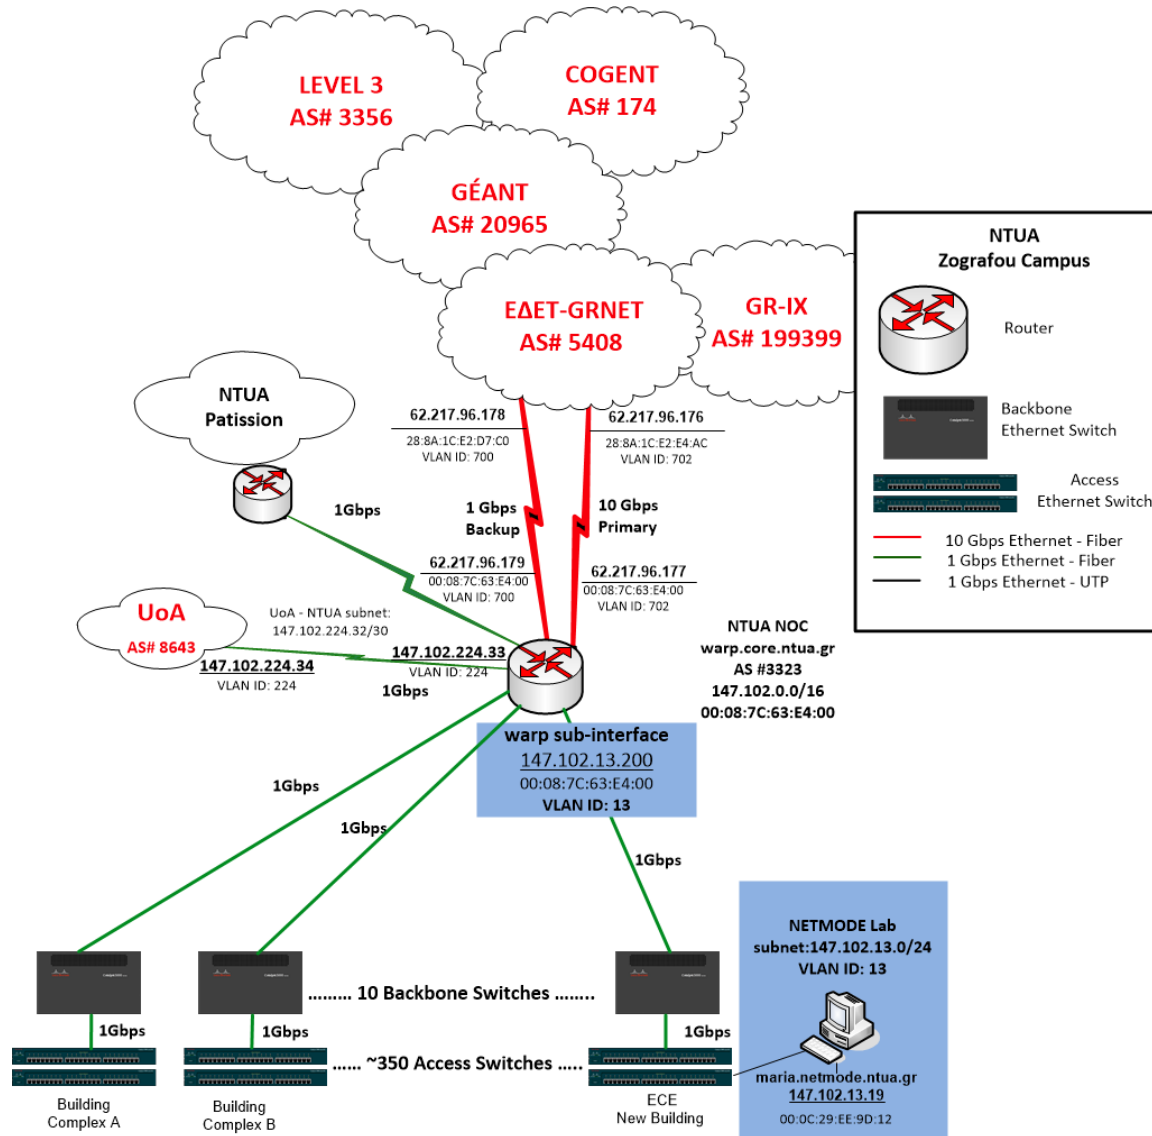 LEVEL 3
AS# 3356
COGENT
AS# 174
GÉANT
AS# 20965
ΕΔΕΤ-GRNET
AS# 5408
GR-IX
AS# 199399
NTUA
Zografou Campus
Router
Backbone
Ethernet Switch
Access
Ethernet Switch
10 Gbps Ethernet - Fiber
1 Gbps Ethernet - Fiber
1 Gbps Ethernet - UTP
NTUA
Patission
62.217.96.178
28:8A:1C:E2:D7:C0
VLAN ID: 700
62.217.96.176
28:8A:1C:E2:E4:AC
VLAN ID: 702
1Gbps
1 Gbps
Backup
10 Gbps
Primary
62.217.96.179
00:08:7C:63:E4:00
VLAN ID: 700
62.217.96.177
00:08:7C:63:E4:00
VLAN ID: 702
UoA
AS# 8643
UoA - NTUA subnet:
147.102.224.32/30
147.102.224.34
VLAN ID: 224
147.102.224.33
VLAN ID: 224
1Gbps
NTUA NOC
warp.core.ntua.gr
AS #3323
147.102.0.0/16
00:08:7C:63:E4:00
warp sub-interface
147.102.13.200
00:08:7C:63:E4:00
VLAN ID: 13
1Gbps
1Gbps
1Gbps
NETMODE Lab
subnet:147.102.13.0/24
VLAN ID: 13
maria.netmode.ntua.gr
147.102.13.19
00:0C:29:EE:9D:12
......... 10 Backbone Switches ........
1Gbps
1Gbps
1Gbps
...... ~350 Access Switches .....
Building
Complex A
Building
Complex B
ECE
New Building